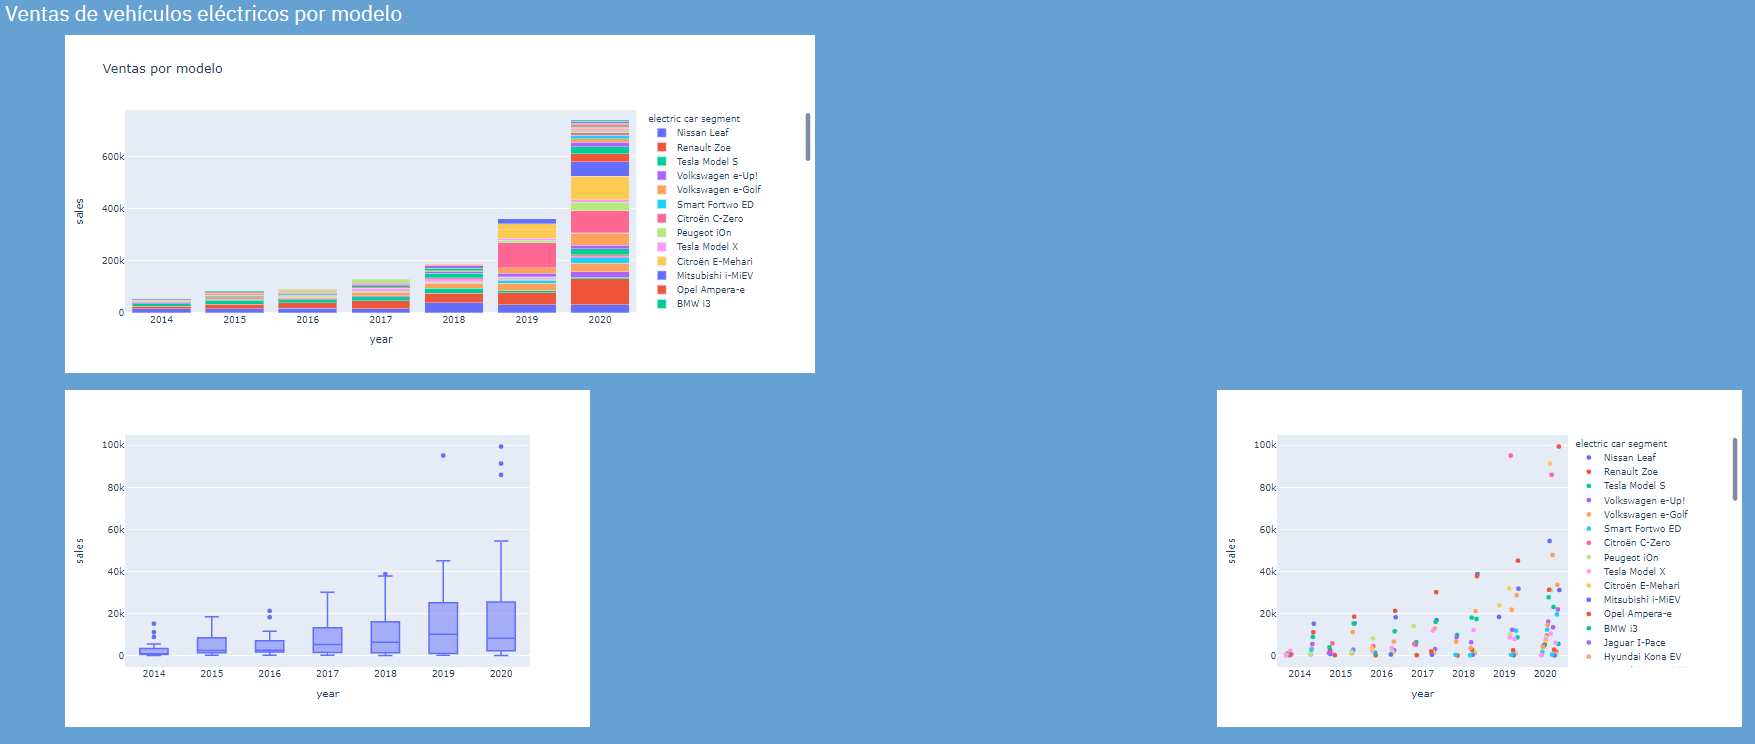 Ventas de vehículos eléctricos por modelo
Ventas por modelo
electric car segment
Nissan Leaf
Renault Zoe
Tesla Model S
Volkswagen e-Up!
Volkswagen e-Golf
Smart Fortwo ED
Citroën C-Zero
Peugeot iOn
Tesla Model X
Citroën E-Mehari
Mitsubishi i-MiEV
Opel Ampera-e
BMW i3
600k
400k
200k
0
sales
2014 2015 2016 2017 2018 2019 2020
year
100k
80k
60k
40k
20k
0
sales
2014 2015 2016 2017 2018 2019 2020
year
100k
80k
60k
40k
20k
0
sales
2014 2015 2016 2017 2018 2019 2020
year
electric car segment
Nissan Leaf
Renault Zoe
Tesla Model S
Volkswagen e-Up!
Volkswagen e-Golf
Smart Fortwo ED
Citroën C-Zero
Peugeot iOn
Tesla Model X
Citroën E-Mehari
Mitsubishi i-MiEV
Opel Ampera-e
BMW i3
Jaguar I-Pace
Hyundai Kona EV